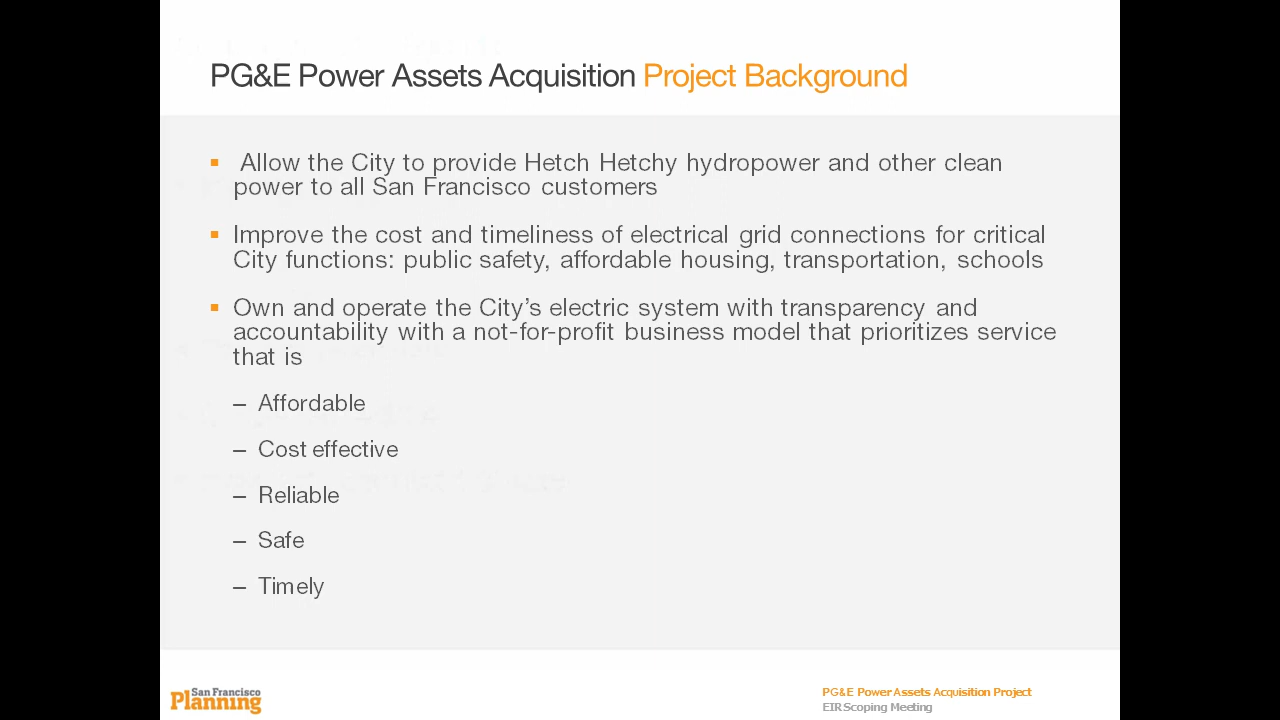 PG&E Power Assets Acquisition Project Background
▪ Allow the City to provide Hetch Hetchy hydropower and other clean
power to all San Francisco customers
▪ Improve the cost and timeliness of electrical grid connections for critical
City functions: public safety, affordable housing, transportation, schools
▪ Own and operate the City’s electric system with transparency and
accountability with a not-for-profit business model that prioritizes service
that is
– Affordable
– Cost effective
– Reliable
– Safe
– Timely
San Francisco
Planning
PG&E Power Assets Acquisition Project
EIR Scoping Meeting